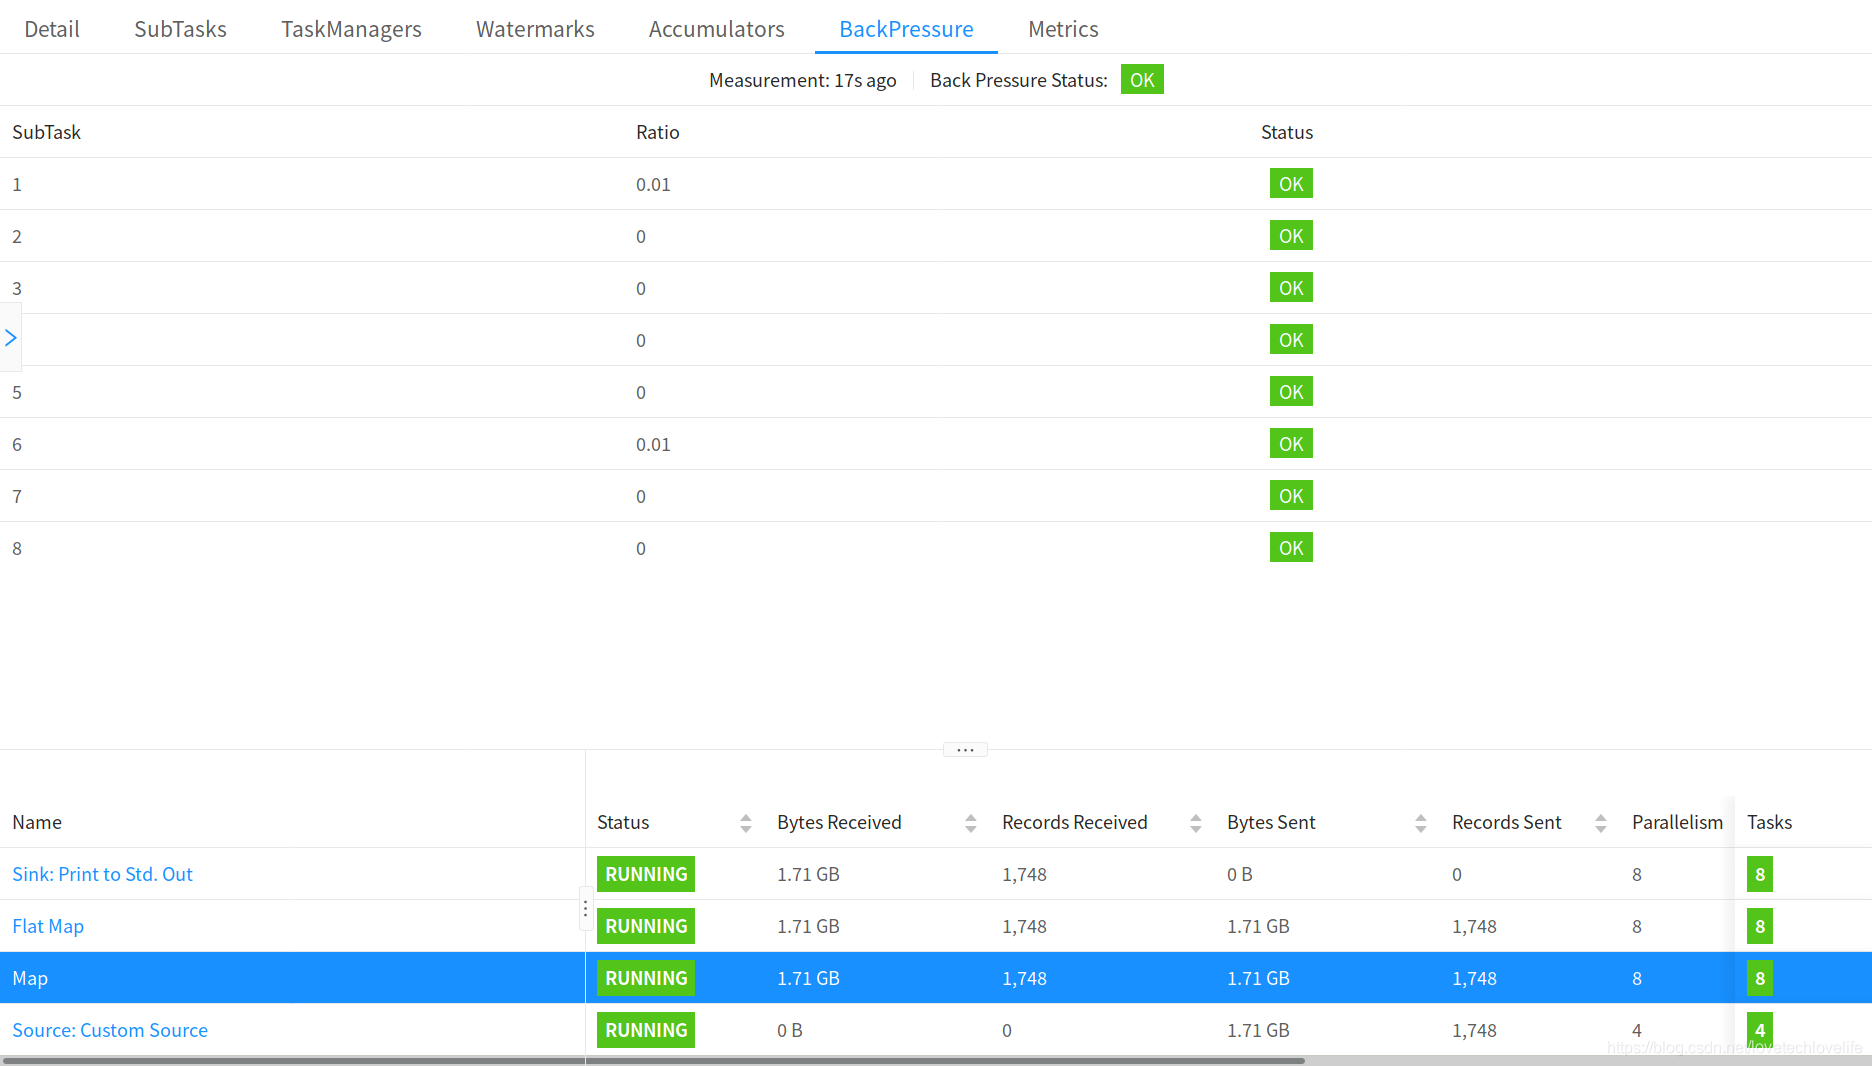 Detail SubTasks TaskManagers Watermarks Accumulators BackPressure Metrics
Measurement: 17s ago Back Pressure Status: OK
SubTask Ratio Status
1 0.01 OK
2 0 OK
3 0 OK
0 OK
5 0 OK
6 0.01 OK
7 0 OK
8 0 OK
Name Status Bytes Received Records Received Bytes Sent Records Sent Parallelism Tasks
Sink: Print to Std. Out RUNNING 1.71 GB 1,748 0 B 0 8 8
Flat Map RUNNING 1.71 GB 1,748 1.71 GB 1,748 8 8
Map RUNNING 1.71 GB 1,748 1.71 GB 1,748 8 8
Source: Custom Source RUNNING 0 B 0 1.71 GB 1,748 4 4
https://blog.csdn.net/lovetechlovelife